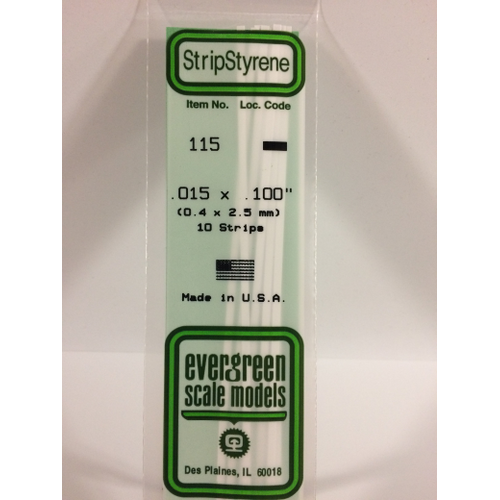 StripStyrene
Item No. Loc. Code
115
.015 x .100"
(0.4 x 2.5 mm)
10 Strips
Made in U.S.A.
evergreen
scale models
Des Plaines, IL 60018